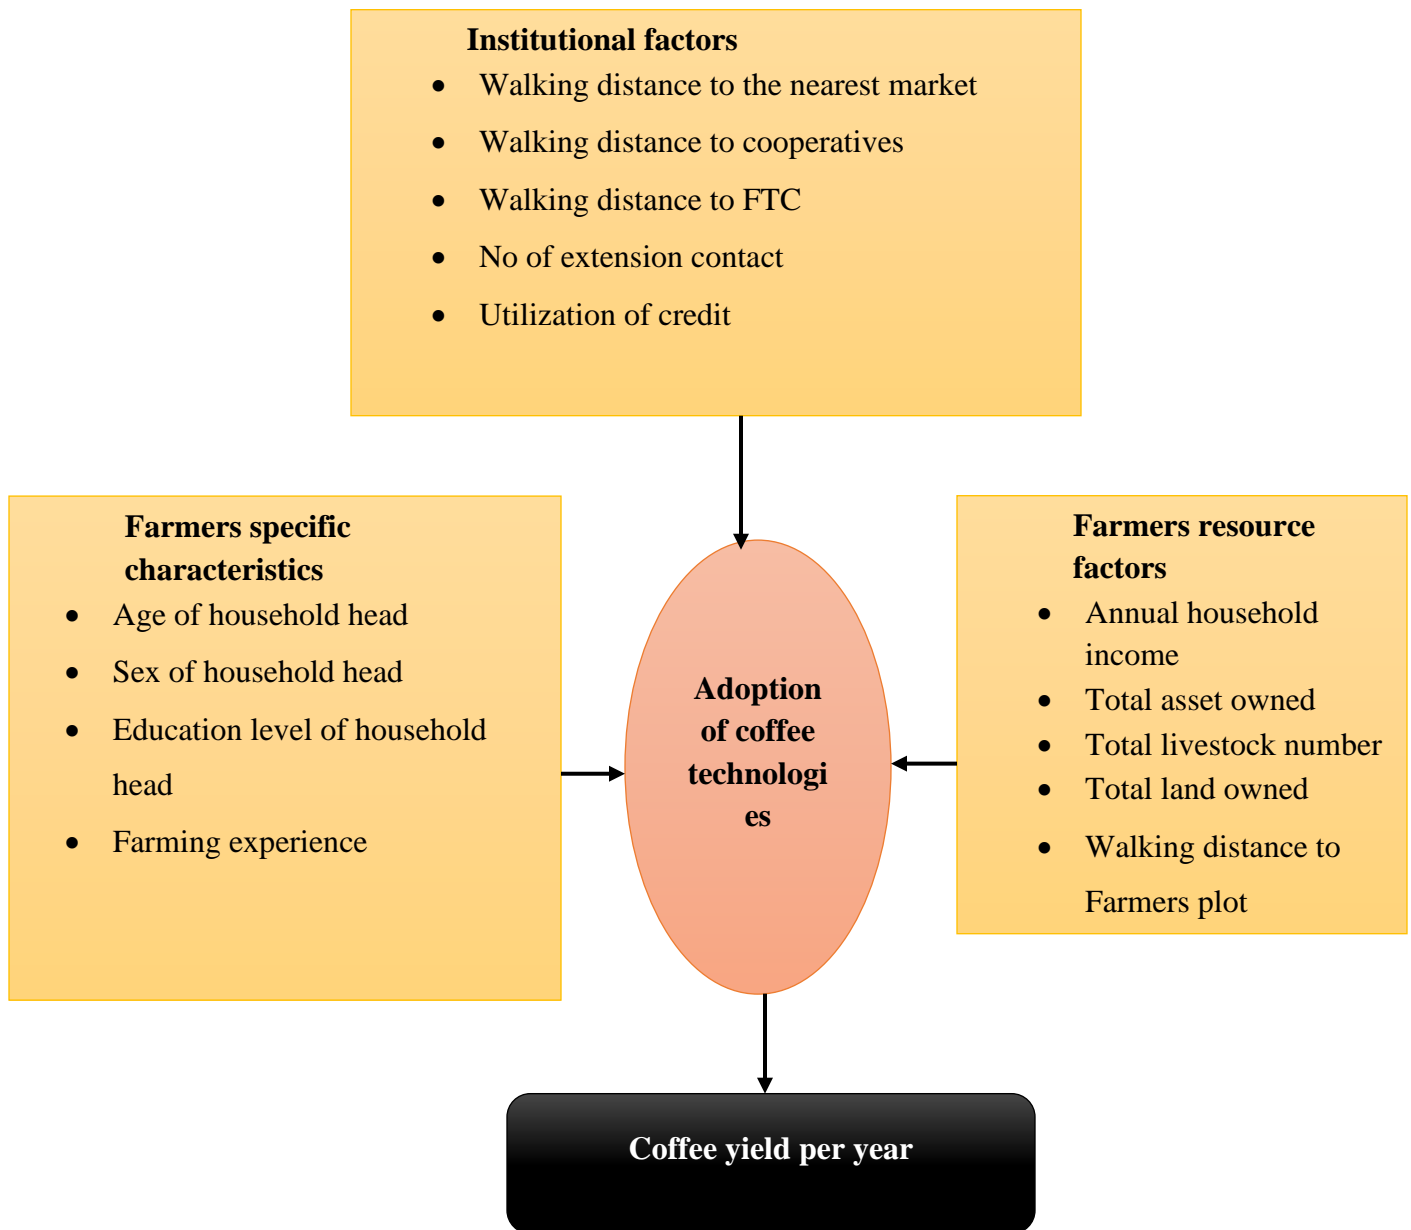 Institutional factors
• Walking distance to the nearest market
• Walking distance to cooperatives
• Walking distance to FTC
• No of extension contact
• Utilization of credit
Farmers specific
characteristics
• Age of household head
• Sex of household head
• Education level of household
head
• Farming experience
Adoption
of coffee
technologi
es
Farmers resource
factors
• Annual household
income
• Total asset owned
• Total livestock number
• Total land owned
• Walking distance to
Farmers plot
Coffee yield per year